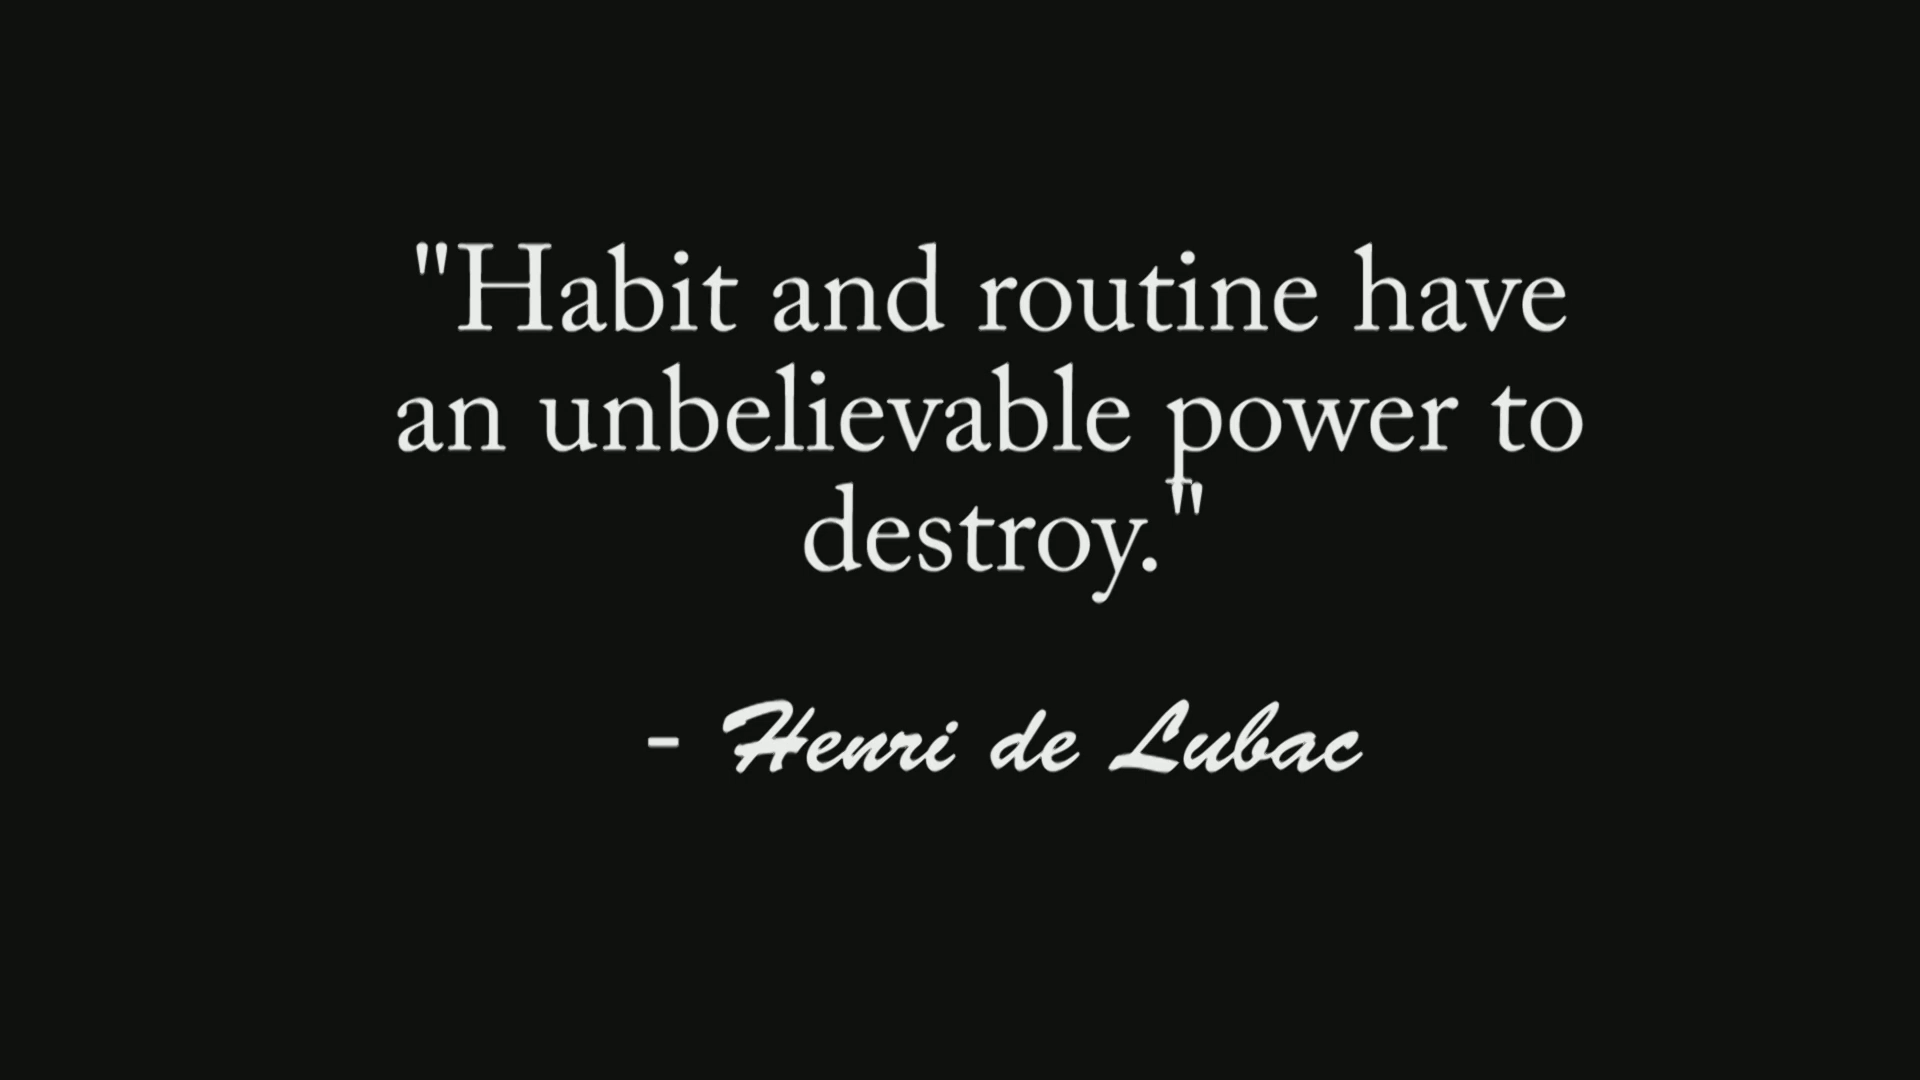 "Habit and routine have
an unbelievable power to
destroy."
- Henri de Lubac